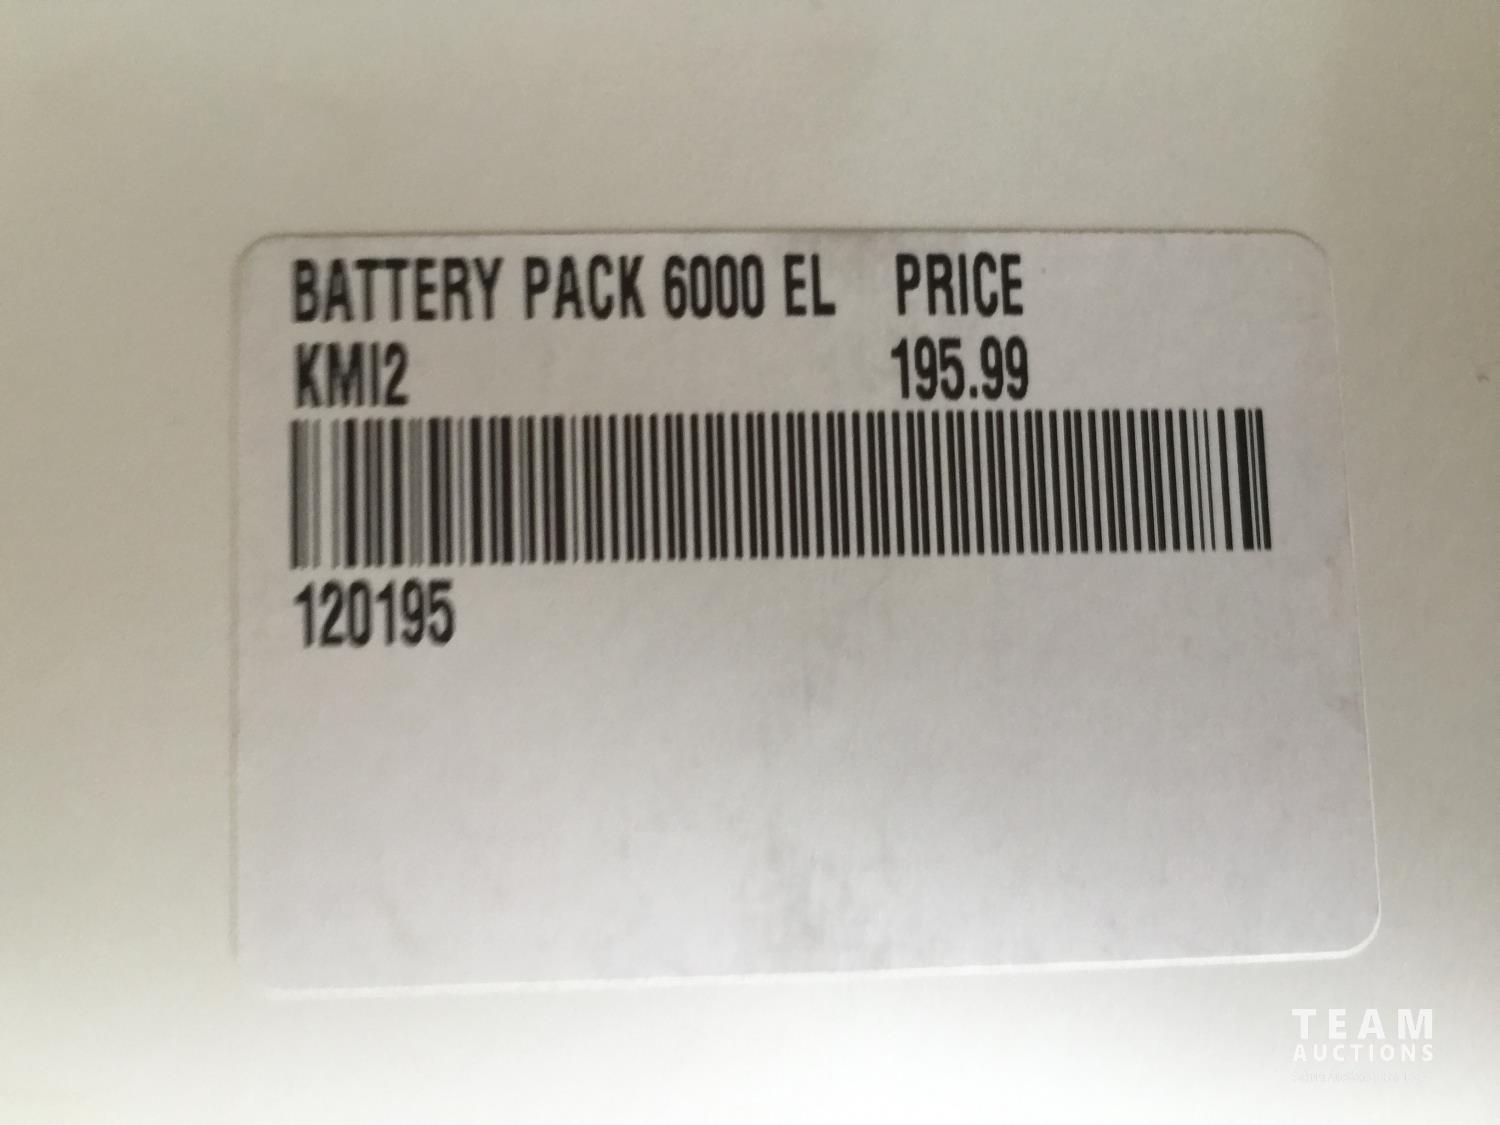 BATTERY PACK 6000 EL PRICE
KMI2 195.99
120195
TEAM
AUCTIONS